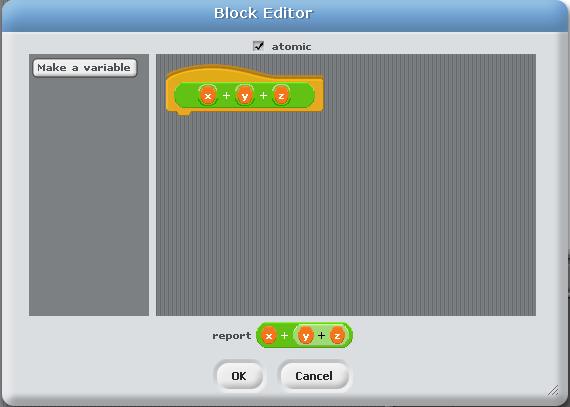 Block Editor
atomic
Make a variable
x + y + z
report x + y + z
OK Cancel